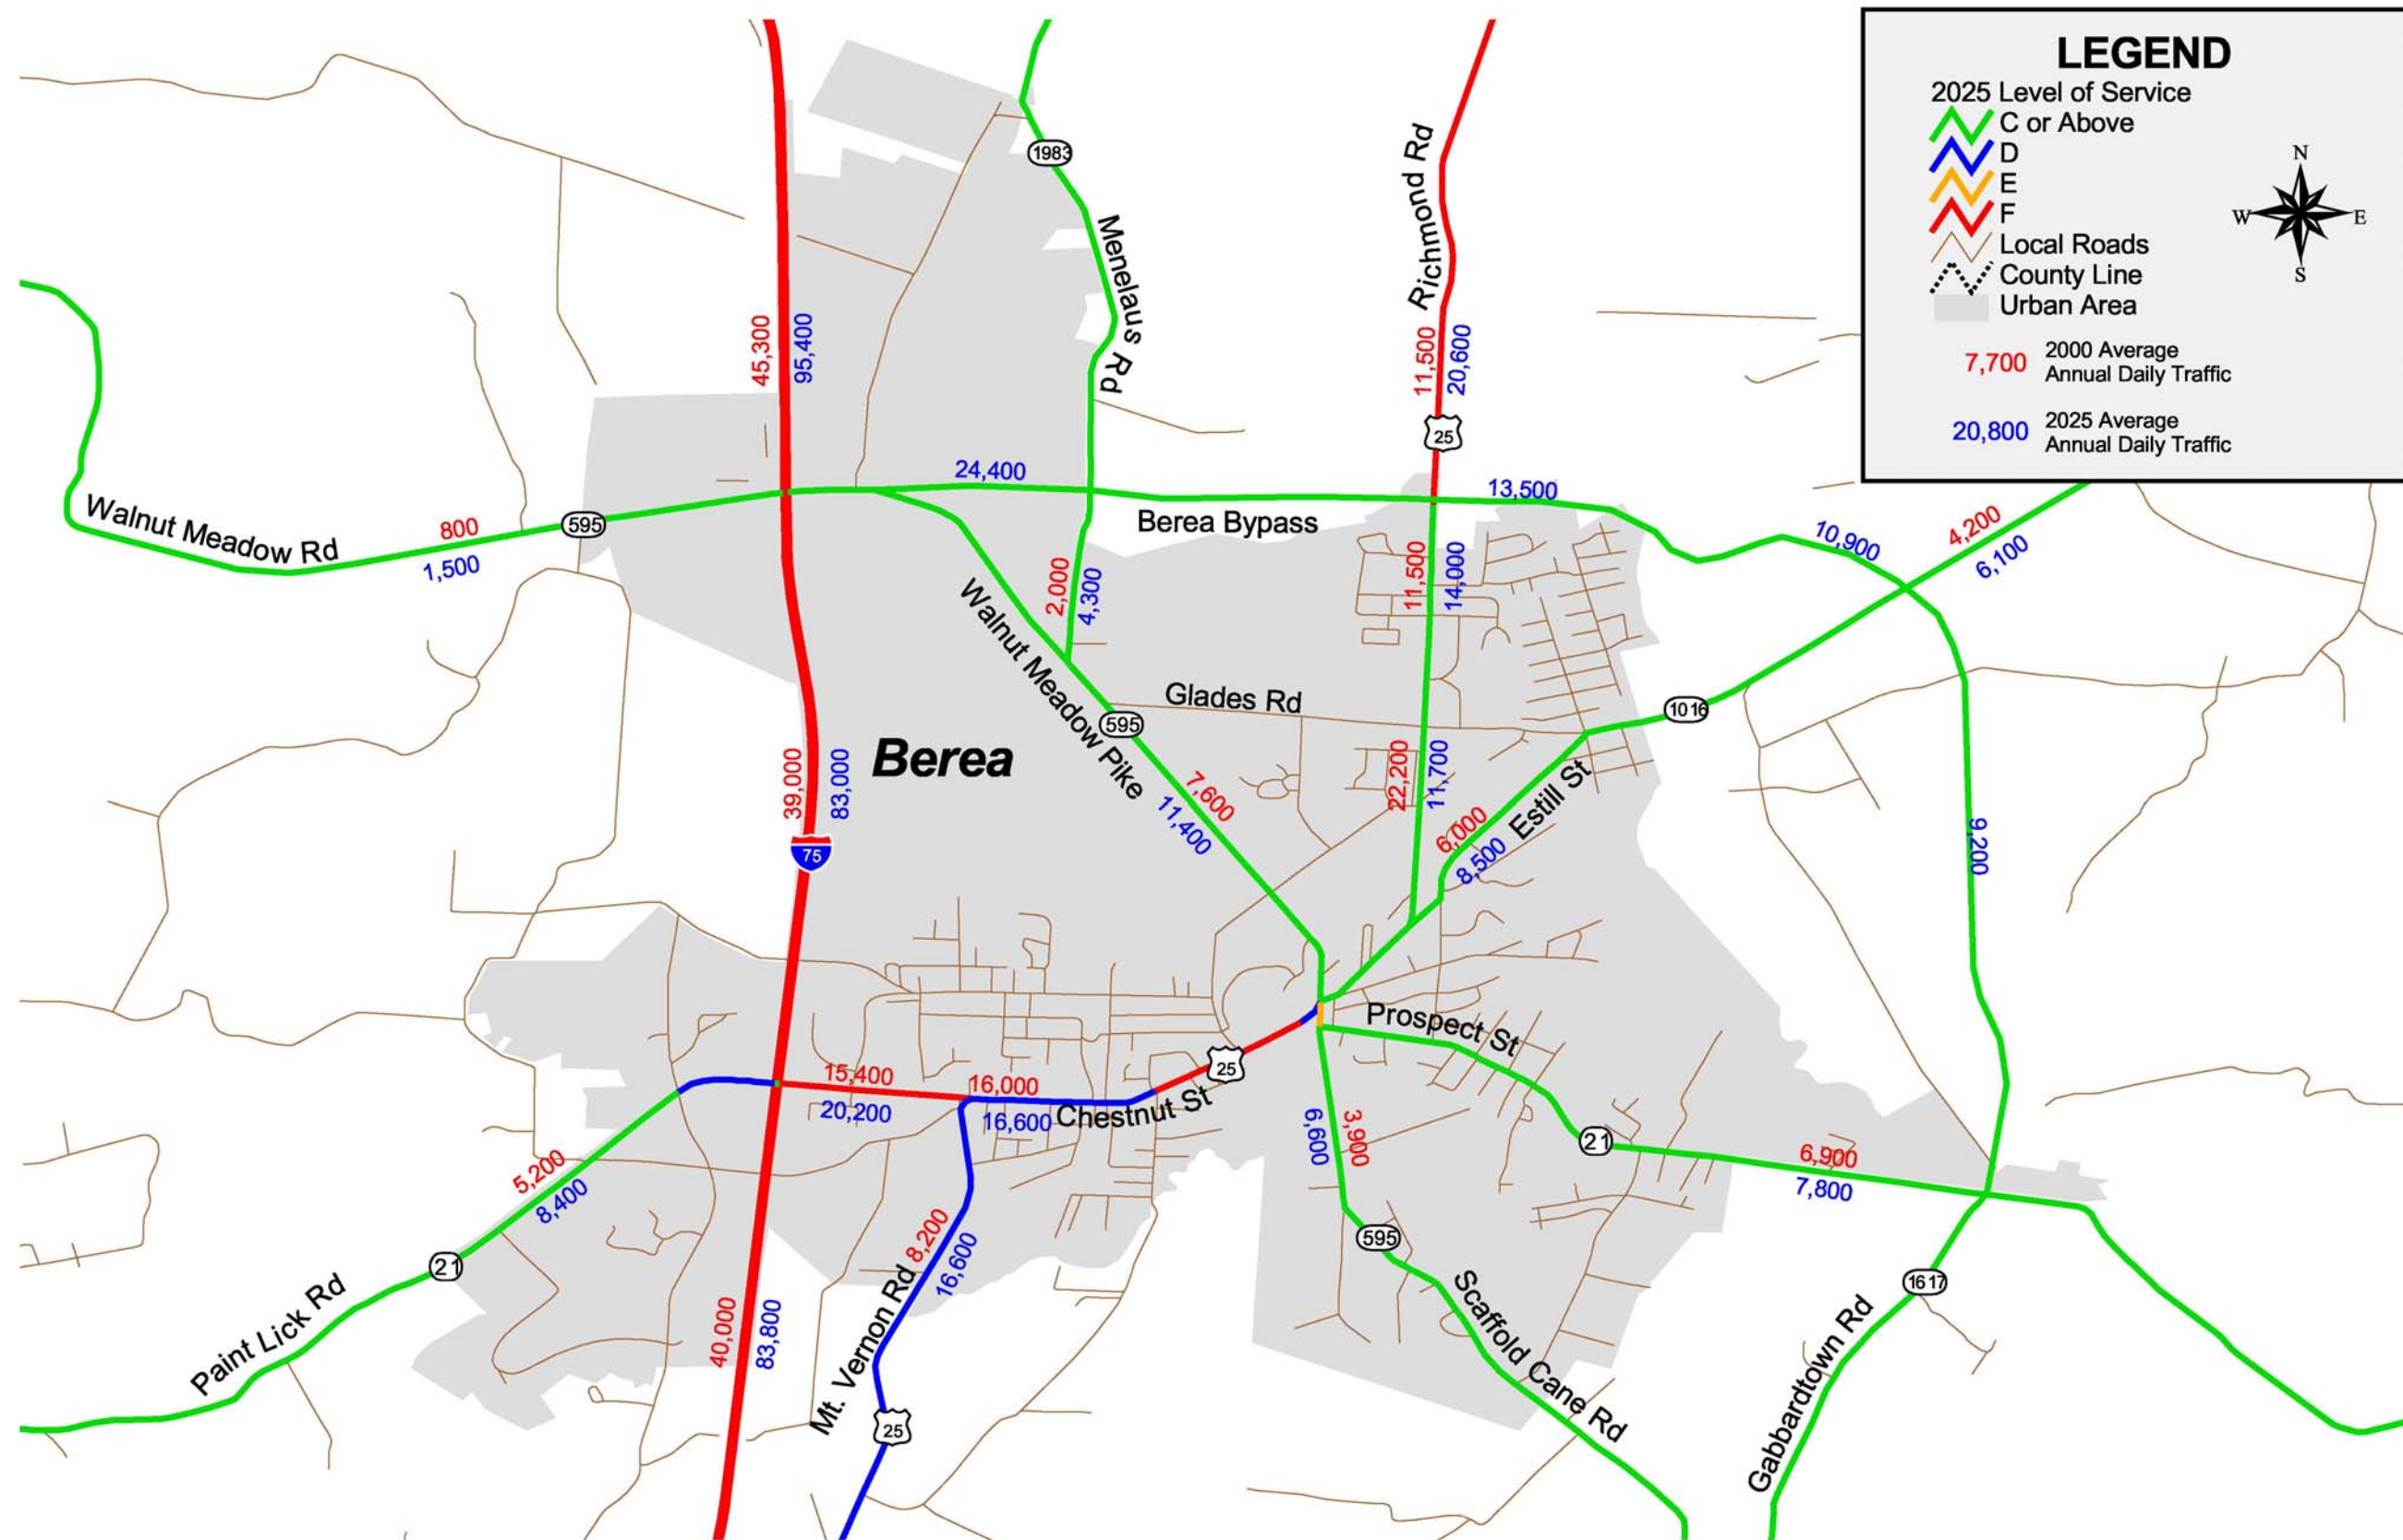 LEGEND
2025 Level of Service
C or Above
D
E
F
Local Roads
County Line
Urban Area
7,700 2000 Average
Annual Daily Traffic
20,800 2025 Average
Annual Daily Traffic
N
W E
S
1983
Menelaus Rd
Richmond Rd
45,300
95,400
11,500
20,600
25
24,400
13,500
Walnut Meadow Rd
800
595
1,500
Berea Bypass
10,900
4,200
6,100
2,000
4,300
11,500
14,000
Walnut Meadow Pike
Glades Rd
595
1016
Berea
39,000
83,000
7,600
11,400
22,200
11,700
6,000
8,500
Estill St
75
9,200
Prospect St
25
15,400
16,000
20,200
16,600
Chestnut St
6,600
3,900
21
6,900
7,800
5,200
8,400
8,200
16,600
595
21
1617
Paint Lick Rd
40,000
83,800
Mt. Vernon Rd
25
Scaffold Cane Rd
Gabbardtown Rd